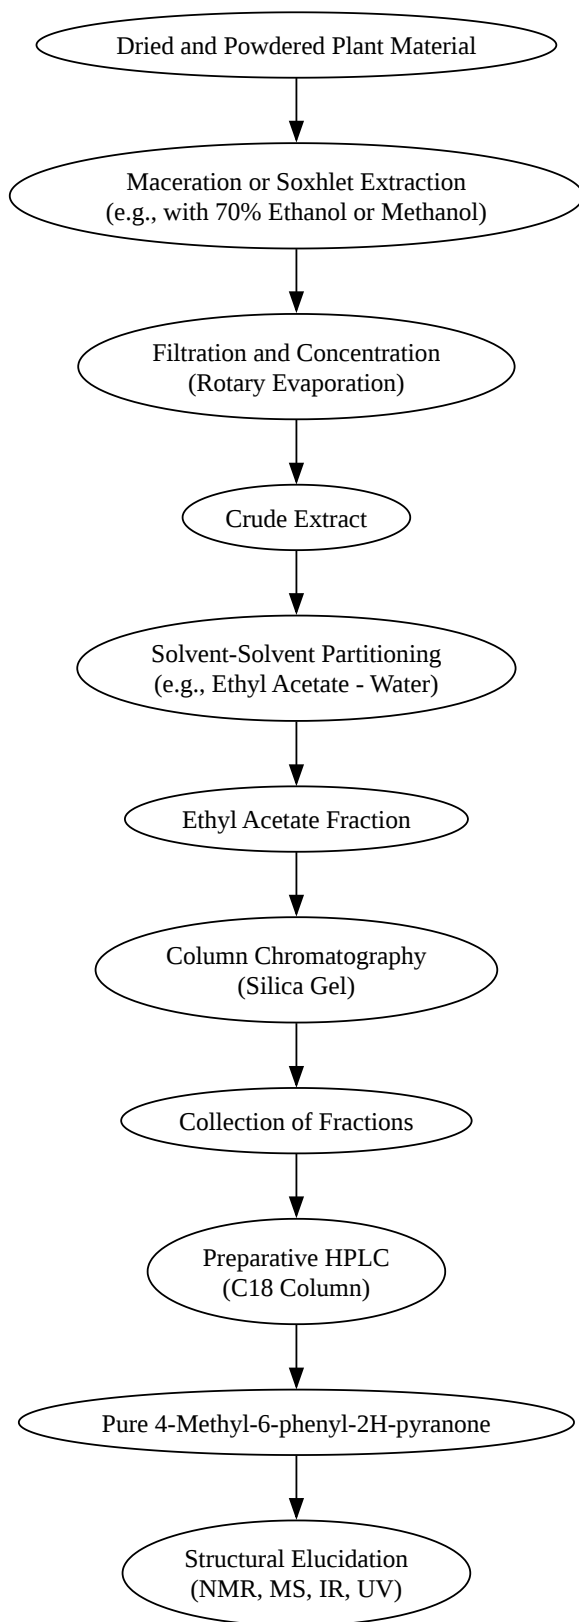 Dried and Powdered Plant Material
Maceration or Soxhlet Extraction
(e.g., with 70% Ethanol or Methanol)
Filtration and Concentration
(Rotary Evaporation)
Crude Extract
Solvent-Solvent Partitioning
(e.g., Ethyl Acetate - Water)
Ethyl Acetate Fraction
Column Chromatography
(Silica Gel)
Collection of Fractions
Preparative HPLC
(C18 Column)
Pure 4-Methyl-6-phenyl-2H-pyranone
Structural Elucidation
(NMR, MS, IR, UV)